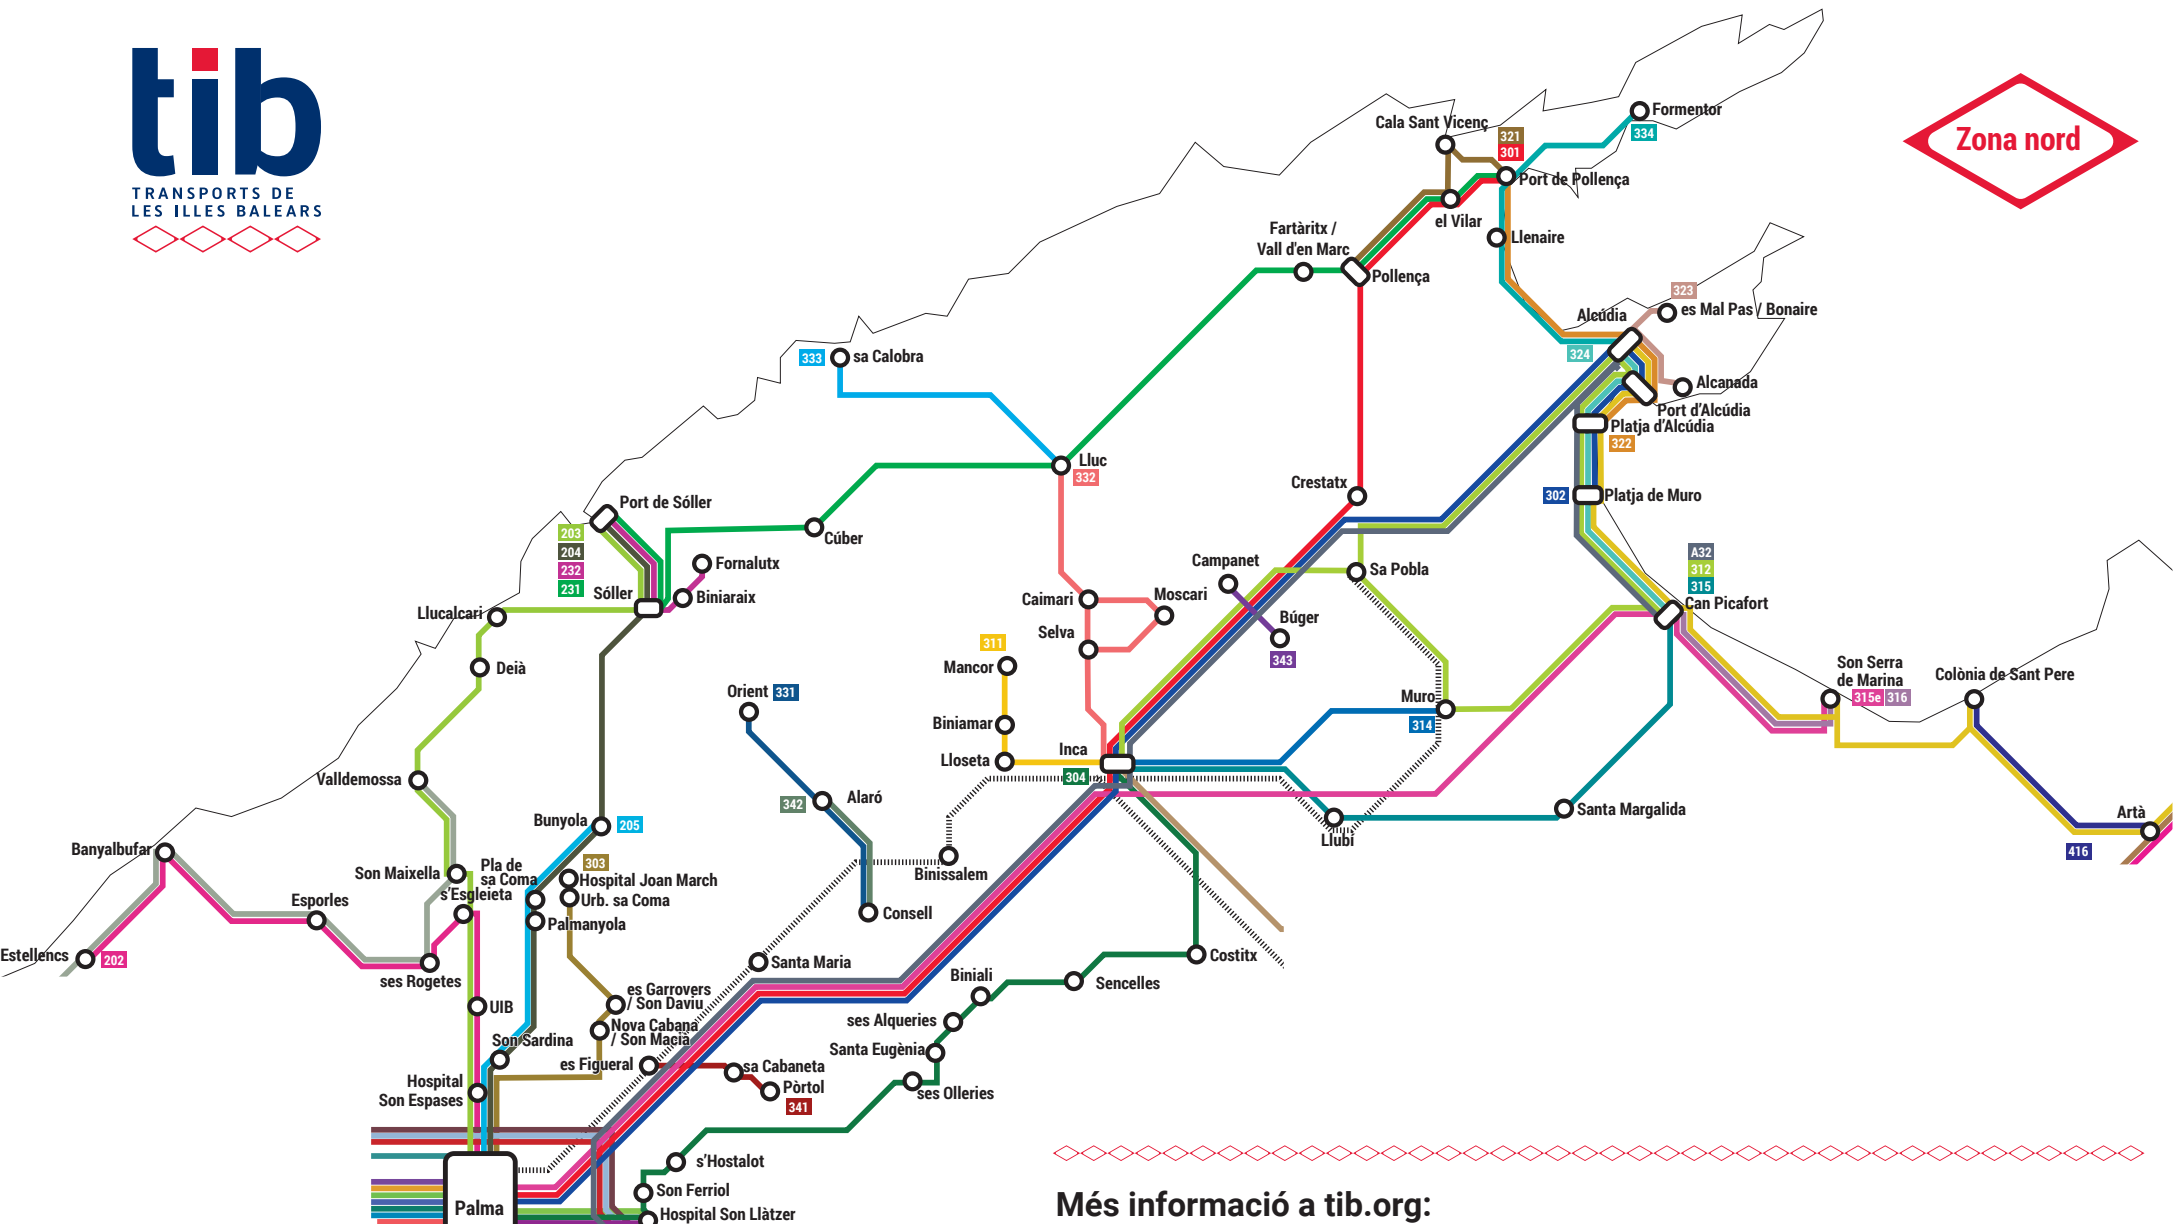 tib
TRANSPORTS DE
LES ILLES BALEARS
Zona nord
Formentor
334
Cala Sant Vicenç
321
301
Port de Pollença
el Vilar
Llenaire
Fartàritx /
Vall d'en Marc
Pollença
323
es Mal Pas / Bonaire
Alcúdia
324
Alcanada
Port d'Alcúdia
Platja d'Alcúdia
322
333
sa Calobra
Lluc
332
Crestatx
302
Platja de Muro
Port de Sóller
203
204
232
231
Cúber
Fornalutx
Sóller
Biniaraix
Llucalcari
Deià
Campanet
Sa Pobla
Búger
343
A32
312
315
Can Picafort
Caimari
Moscari
Selva
311
Mancor
Biniamar
Lloseta
Inca
304
Orient 331
Muro
314
Son Serra
de Marina
315e 316
Colònia de Sant Pere
Valldemossa
342
Alaró
Llubí
Santa Margalida
Artà
416
Bunyola
205
303
Banyalbufar
Son Maixella
Pla de
sa Coma
s'Esgleieta
Hospital Joan March
Urb. sa Coma
Palmanyola
Binissalem
Consell
Esporles
Estellencs
202
ses Rogetes
Santa Maria
Costitx
Biniali
Sencelles
UIB
es Garrovers
/ Son Daviu
Nova Cabana
/ Son Macià
ses Alqueries
Son Sardina
es Figueral
sa Cabaneta
Santa Eugènia
Pòrtol
341
ses Olleries
Hospital
Son Espases
s'Hostalot
Son Ferriol
Hospital Son Llàtzer
Palma
Més informació a tib.org: